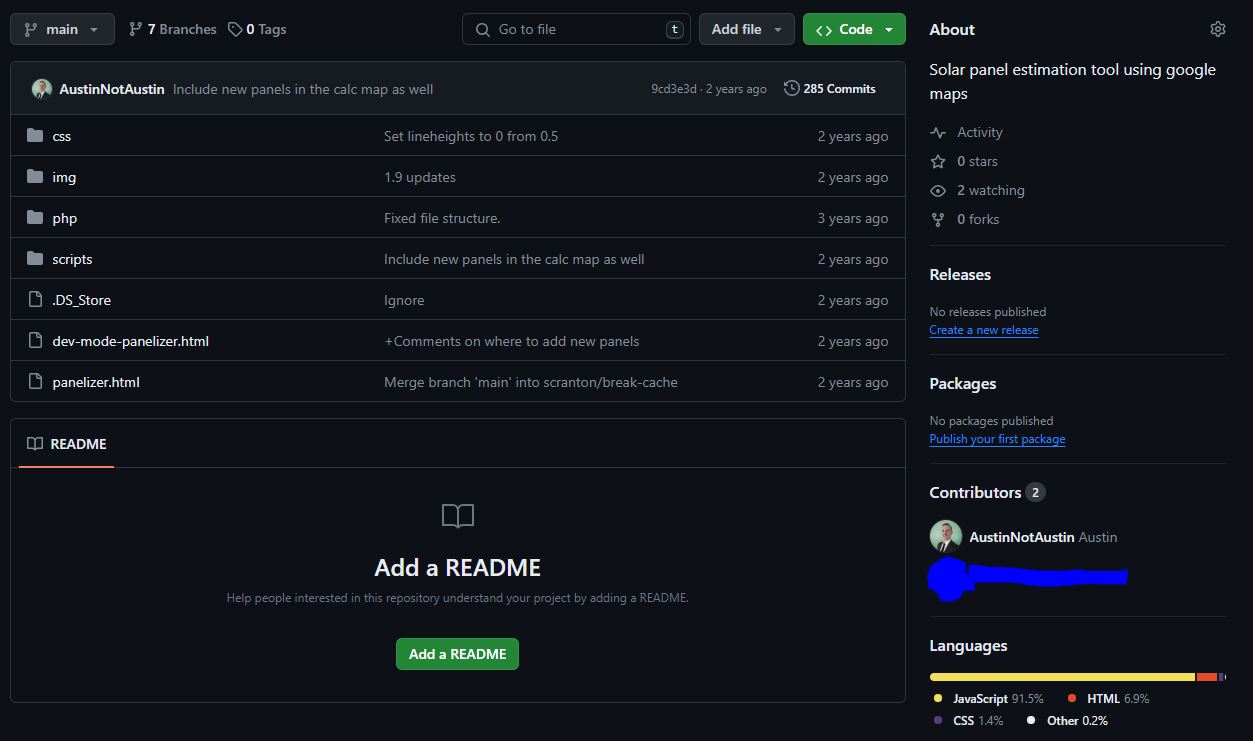 main
7 Branches
0 Tags
Go to file
t
Add file
Code
AustinNotAustin Include new panels in the calc map as well
9cd3e3d · 2 years ago
285 Commits
css Set lineheights to 0 from 0.5 2 years ago
img 1.9 updates 2 years ago
php Fixed file structure. 3 years ago
scripts Include new panels in the calc map as well 2 years ago
.DS_Store Ignore 2 years ago
dev-mode-panelizer.html +Comments on where to add new panels 2 years ago
panelizer.html Merge branch 'main' into scranton/break-cache 2 years ago
README
Add a README
Help people interested in this repository understand your project by adding a README.
Add a README
About
Solar panel estimation tool using google
maps
Activity
0 stars
2 watching
0 forks
Releases
No releases published
Create a new release
Packages
No packages published
Publish your first package
Contributors 2
AustinNotAustin Austin
Languages
JavaScript 91.5% HTML 6.9%
CSS 1.4% Other 0.2%